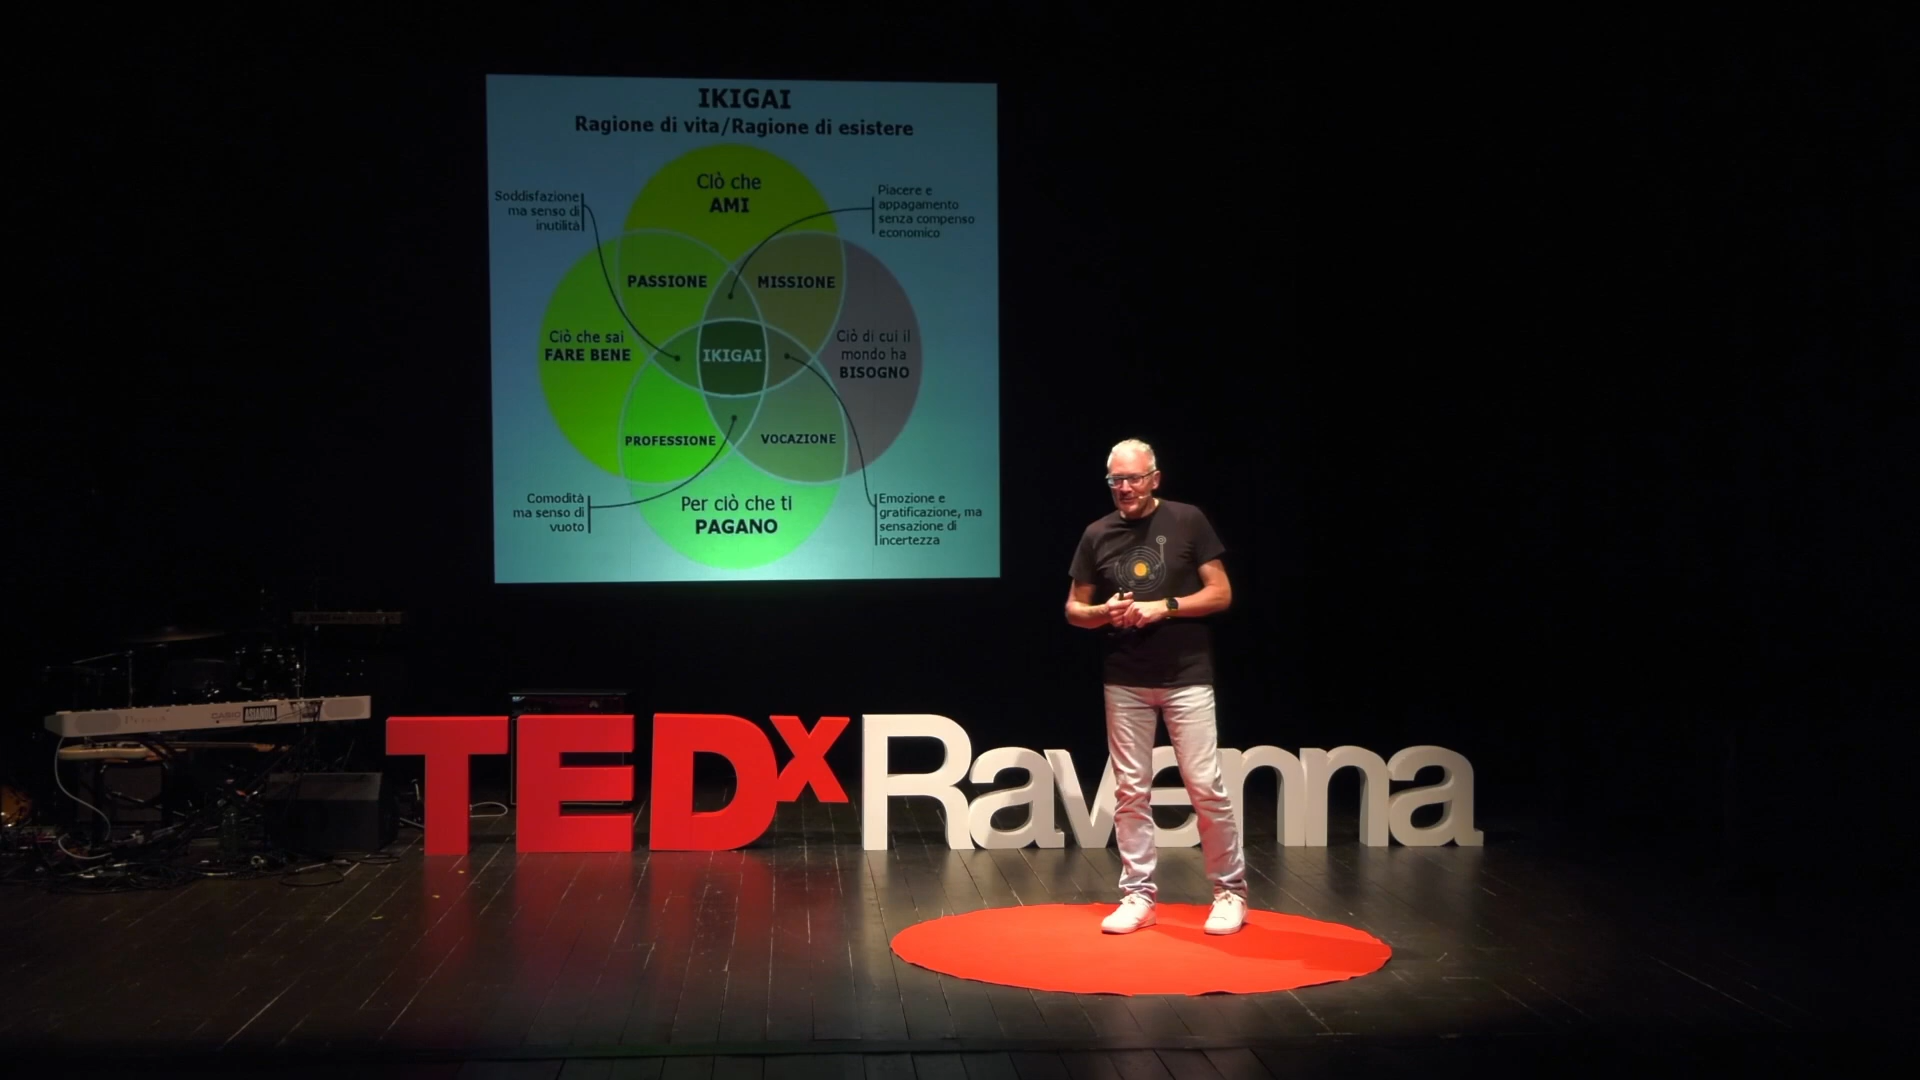 IKIGAI
Ragione di vita/Ragione di esistere
Ciò che
AMI
Soddisfazione
ma senso di
inutilità
Piacere e
appagamento
senza compenso
economico
PASSIONE
MISSIONE
Ciò che sai
FARE BENE
IKIGAI
Ciò di cui il
mondo ha
BISOGNO
PROFESSIONE
VOCAZIONE
Comodità
ma senso di
vuoto
Per ciò che ti
PAGANO
Emozione e
gratificazione, ma
sensazione di
incertezza
CASIO
TEDxRavenna